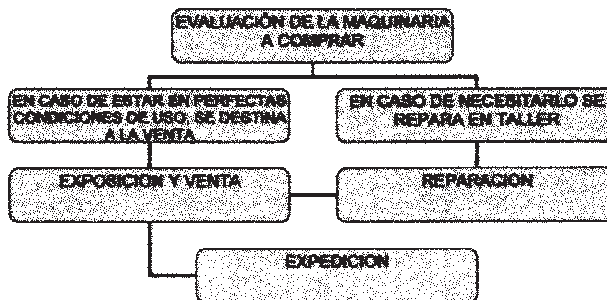 EVALUACIÓN DE LA MAQUINARIA
A COMPRAR
EN CASO DE ESTAR EN PERFECTAS
CONDICIONES DE USO, SE DESTINA
A LA VENTA
EN CASO DE NECESITARLO SE
REPARA EN TALLER
EXPOSICION Y VENTA
REPARACION
EXPEDICION